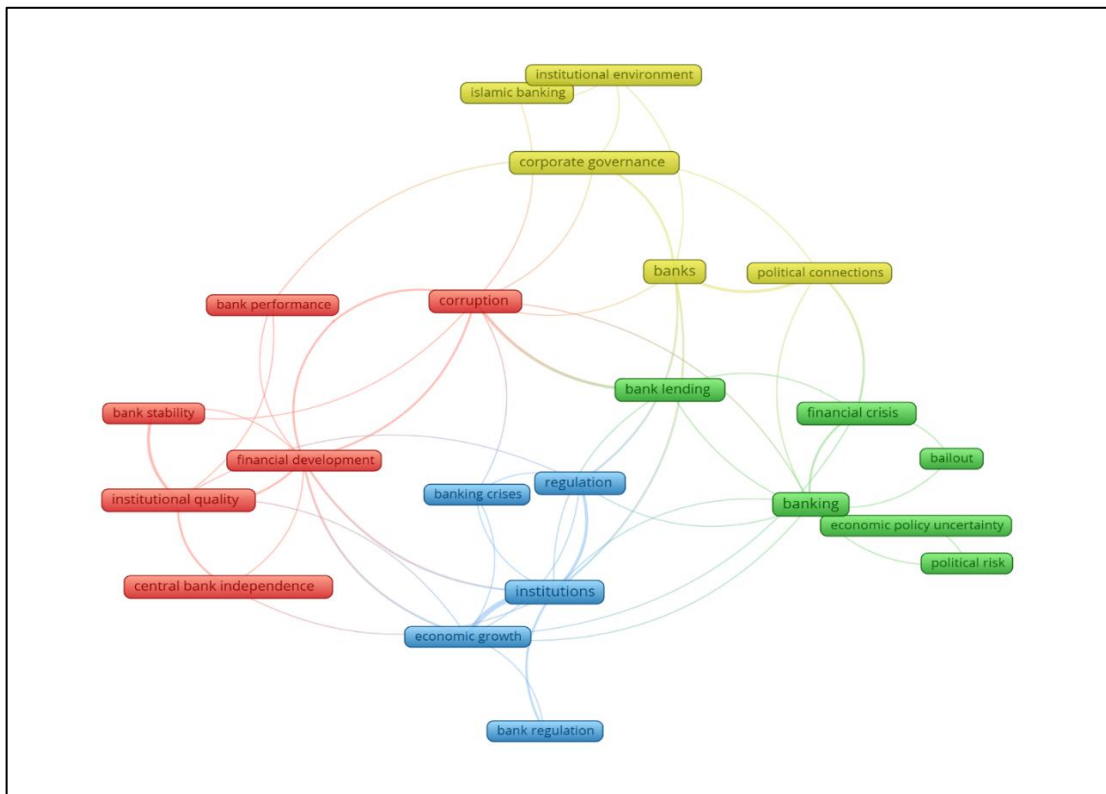 institutional environment
islamic banking
corporate governance
banks
political connections
corruption
bank performance
bank lending
bank stability
financial crisis
financial development
bailout
regulation
banking crises
institutional quality
banking
economic policy uncertainty
political risk
central bank independence
institutions
economic growth
bank regulation